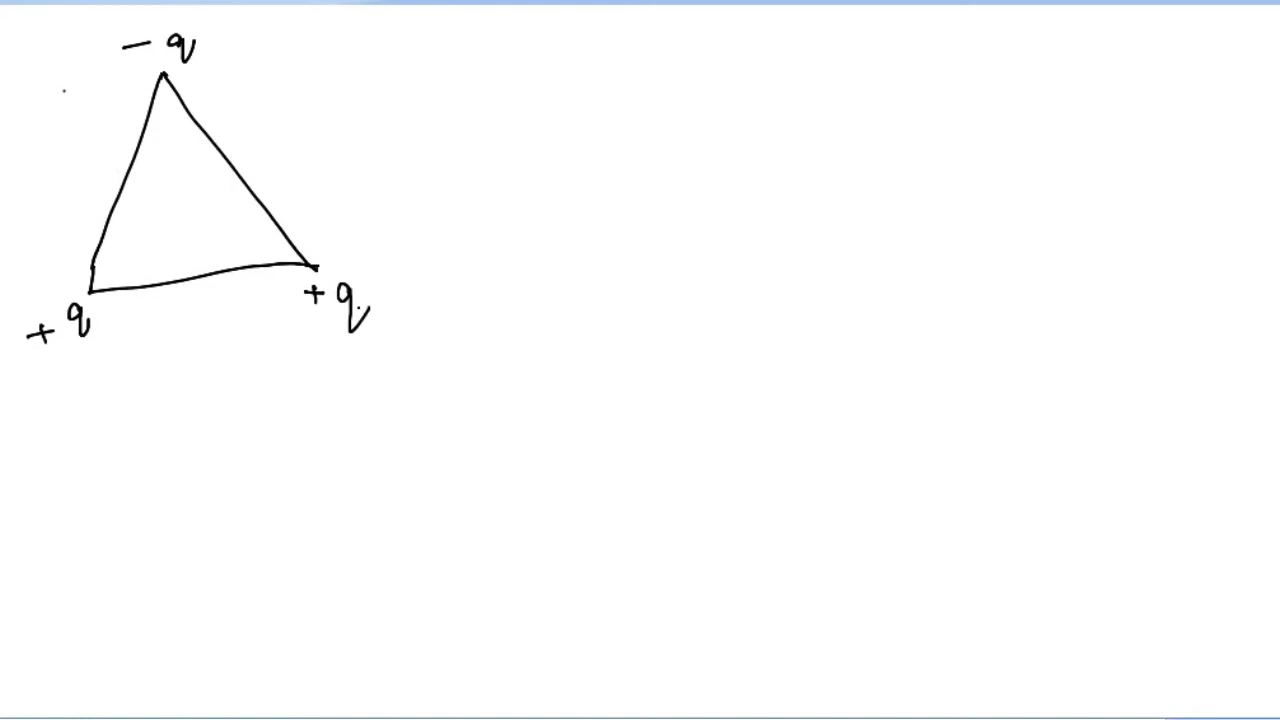 - q
+ q
+ q